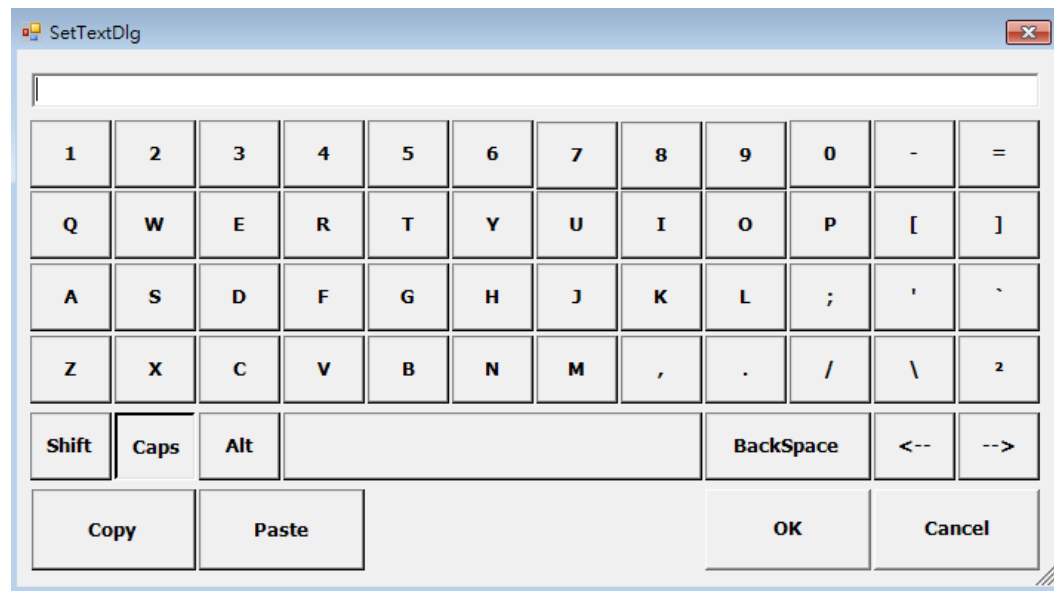 SetTextDlg
1 2 3 4 5 6 7 8 9 0 - =
Q W E R T Y U I O P [ ]
A S D F G H J K L ; ' `
Z X C V B N M , . / \ ²
Shift Caps Alt BackSpace <-- -->
Copy Paste OK Cancel